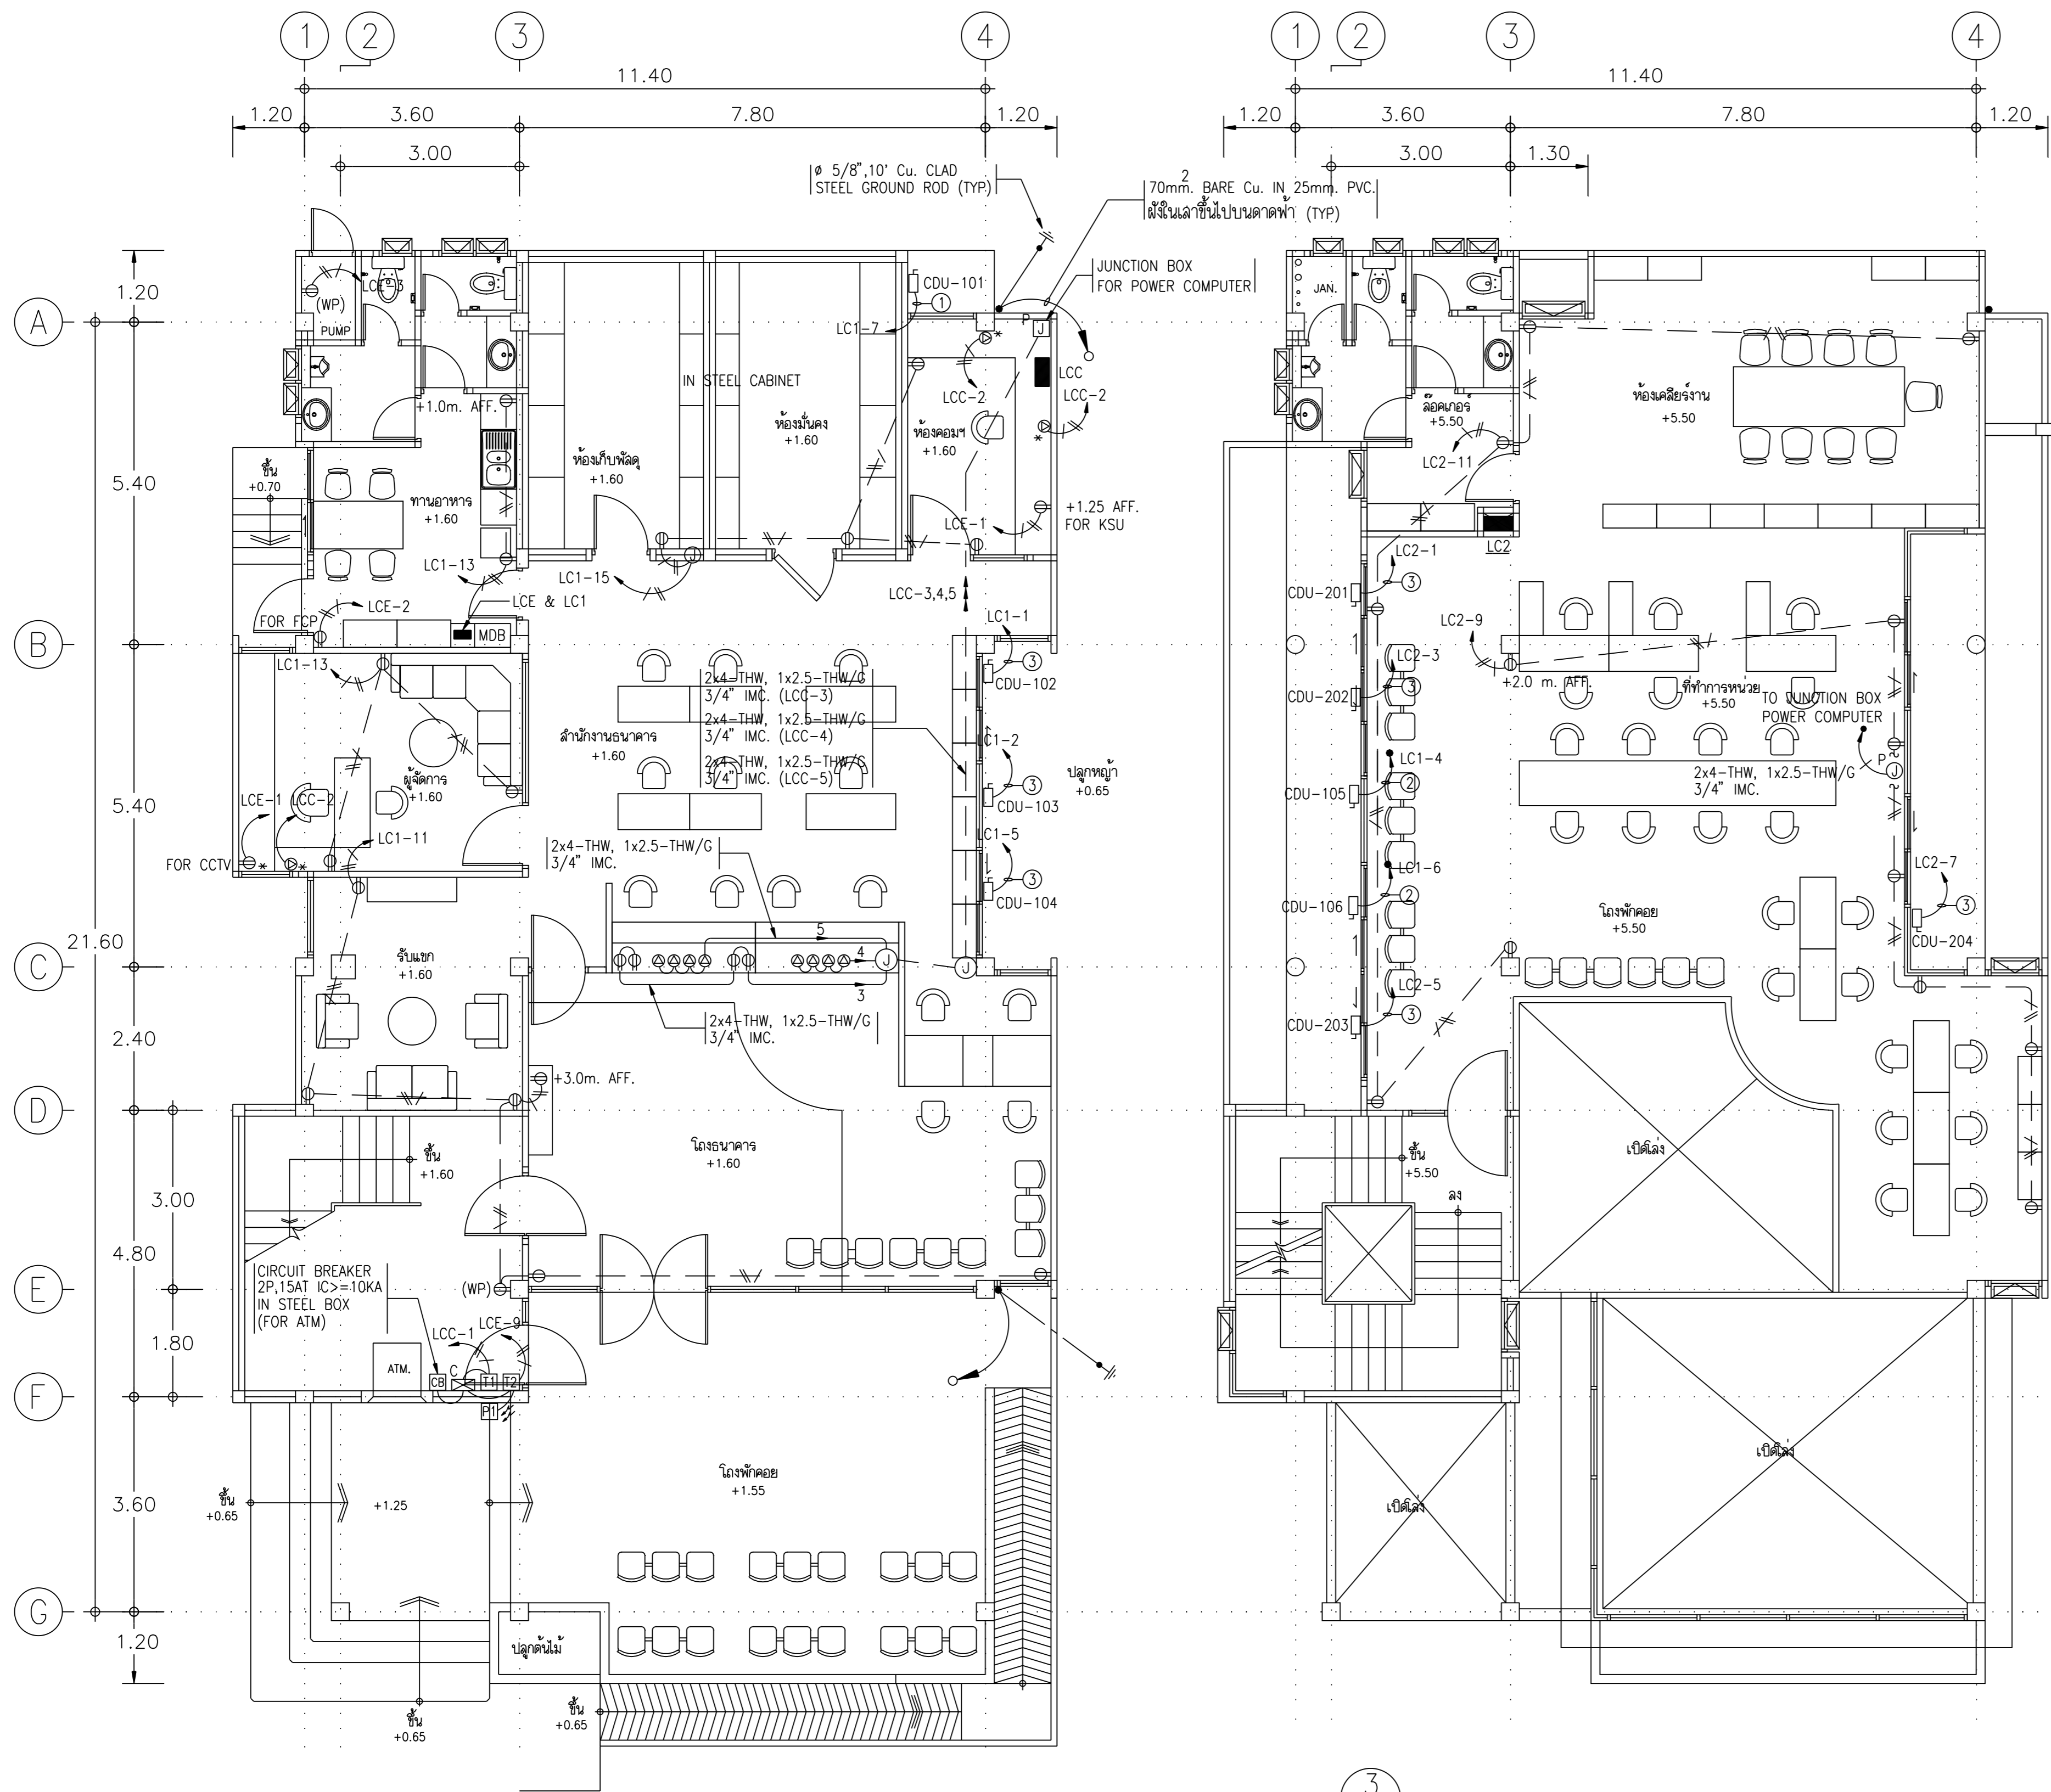 1
2
3
4
11.40
1.20
3.60
7.80
1.20
3.00
ø 5/8",10' Cu. CLAD
STEEL GROUND ROD (TYP.)
2
70mm. BARE Cu. IN 25mm. PVC.
ฝังในเสาขึ้นไปบนดาดฟ้า (TYP)
JUNCTION BOX
FOR POWER COMPUTER
A
B
C
D
E
F
G
1.20
5.40
5.40
21.60
2.40
3.00
4.80
1.80
3.60
1.20
LCE-3
(WP)
PUMP
CDU-101
1
LC1-7
P
J
*
LCC
LCC-2
LCC-2
*
IN STEEL CABINET
+1.0m. AFF.
ห้องมั่นคง
+1.60
ห้องคอมฯ
+1.60
ห้องเก็บพัสดุ
+1.60
ขึ้น
+0.70
ทานอาหาร
+1.60
+1.25 AFF.
FOR KSU
LCE-1
J
LC1-13
LC1-15
LCC-3,4,5
LCE & LC1
LCE-2
FOR FCP
MDB
LC1-1
3
CDU-102
LC1-13
2x4-THW, 1x2.5-THW/G
3/4" IMC. (LCC-3)
2x4-THW, 1x2.5-THW/G
3/4" IMC. (LCC-4)
2x4-THW, 1x2.5-THW/G
3/4" IMC. (LCC-5)
สำนักงานธนาคาร
+1.60
LC1-2
3
CDU-103
ปลูกหญ้า
+0.65
ผู้จัดการ
+1.60
LCE-1
LCC-2
LC1-11
FOR CCTV
*
*
LC1-5
3
CDU-104
2x4-THW, 1x2.5-THW/G
3/4" IMC.
5
4
J
J
3
รับแขก
+1.60
2x4-THW, 1x2.5-THW/G
3/4" IMC.
+3.0m. AFF.
โถงธนาคาร
+1.60
ขึ้น
+1.60
CIRCUIT BREAKER
2P,15AT IC>=10KA
IN STEEL BOX
(FOR ATM)
(WP)
LCC-1
LCE-9
ATM.
C
CB
T1
T2
P1
โถงพักคอย
+1.55
ขึ้น
+0.65
+1.25
ปลูกต้นไม้
ขึ้น
+0.65
ขึ้น
+0.65
1
2
3
4
11.40
1.20
3.60
7.80
1.20
3.00
1.30
JAN.
ล๊อคเกอร์
+5.50
ห้องเคลียร์งาน
+5.50
LC2-11
LC2
LC2-1
CDU-201
3
LC2-9
LC2-3
+2.0 m. AFF.
CDU-202
3
ที่ทำการหน่วย
+5.50
TO JUNCTION BOX
POWER COMPUTER
P
J
2x4-THW, 1x2.5-THW/G
3/4" IMC.
LC1-4
2
CDU-105
LC1-6
2
CDU-106
LC2-7
3
CDU-204
โถงพักคอย
+5.50
LC2-5
CDU-203
3
เปิดโล่ง
ขึ้น
+5.50
ลง
เปิดโล่ง
เปิดโล่ง
3